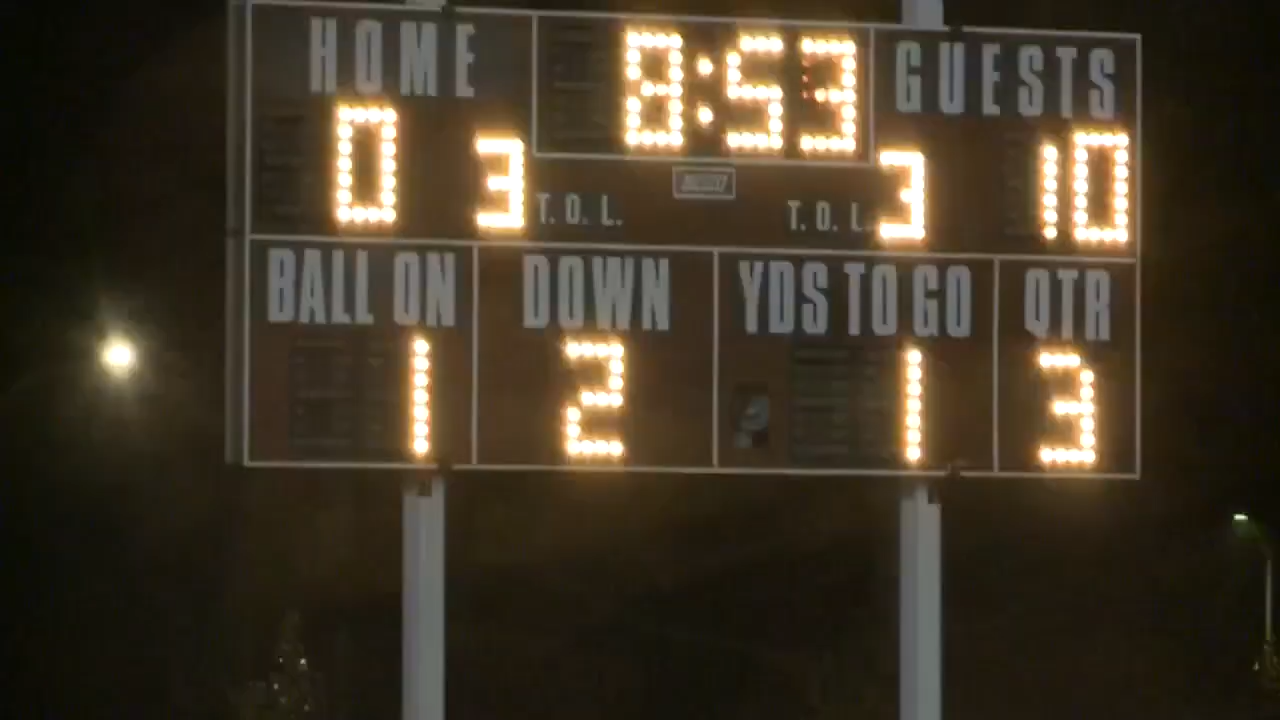 HOME 8:53 GUESTS
0 3 T.O.L. T.O.L. 3 10
BALL ON DOWN YDS TO GO QTR
1 2 1 3